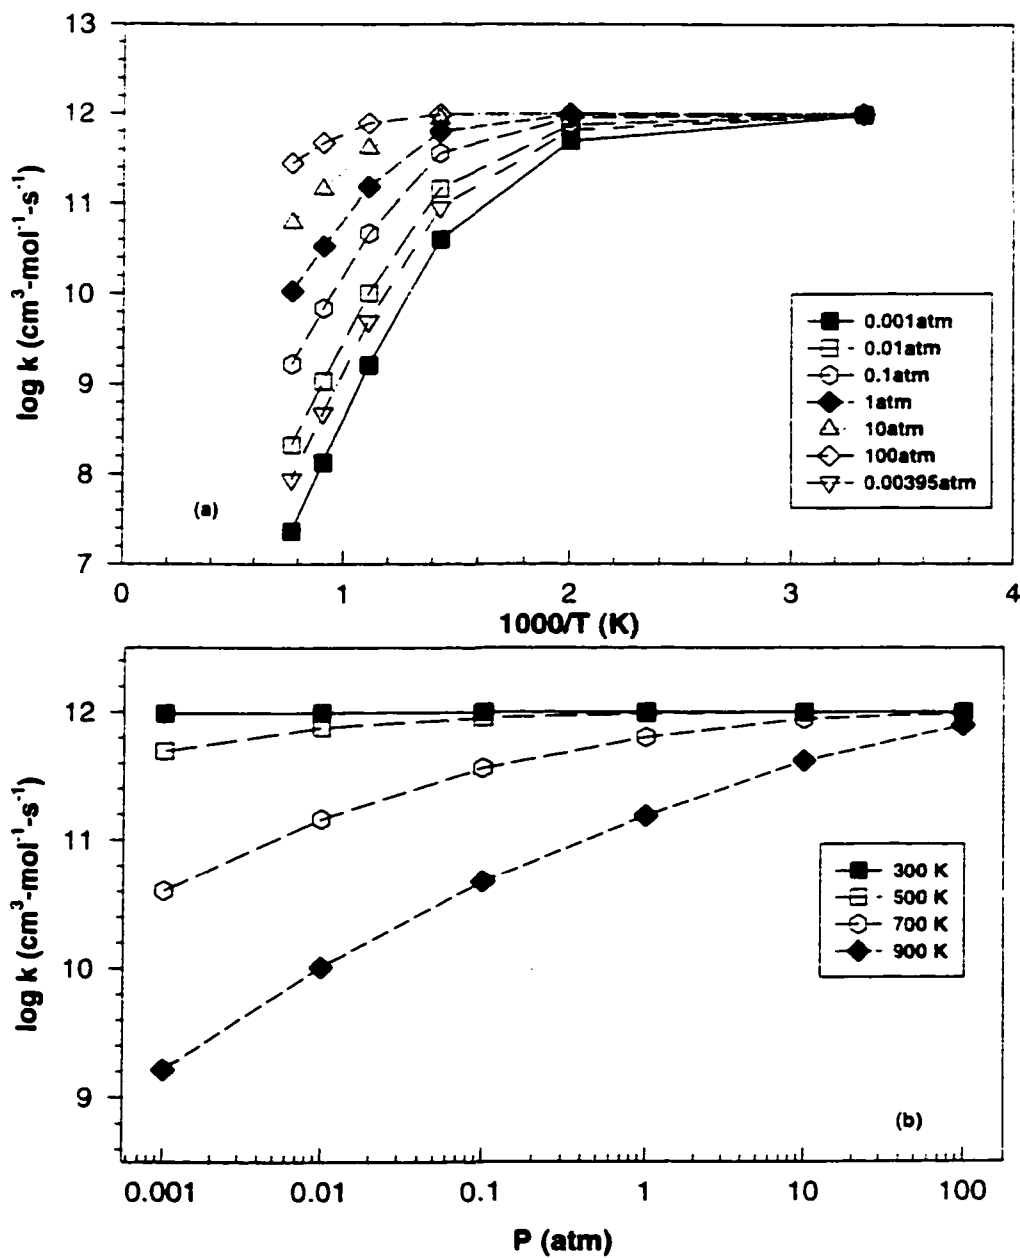 13
12
11
10
9
8
7
log k (cm³-mol⁻¹-s⁻¹)
0.001atm
0.01atm
0.1atm
1atm
10atm
100atm
0.00395atm
(a)
0
1
2
3
4
1000/T (K)
12
11
10
9
log k (cm³-mol⁻¹-s⁻¹)
300 K
500 K
700 K
900 K
(b)
0.001
0.01
0.1
1
10
100
P (atm)